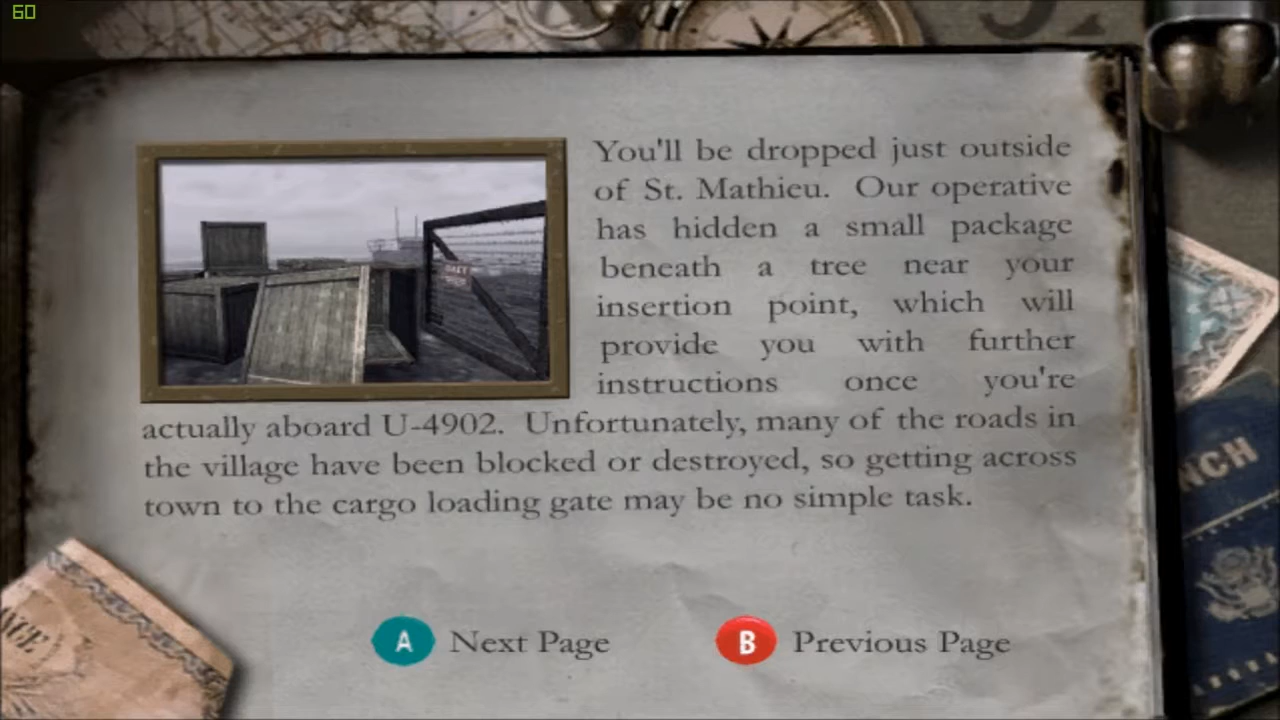 60
You'll be dropped just outside
of St. Mathieu. Our operative
has hidden a small package
beneath a tree near your
insertion point, which will
provide you with further
instructions once you're
actually aboard U-4902. Unfortunately, many of the roads in
the village have been blocked or destroyed, so getting across
town to the cargo loading gate may be no simple task.
A Next Page
B Previous Page
NCH